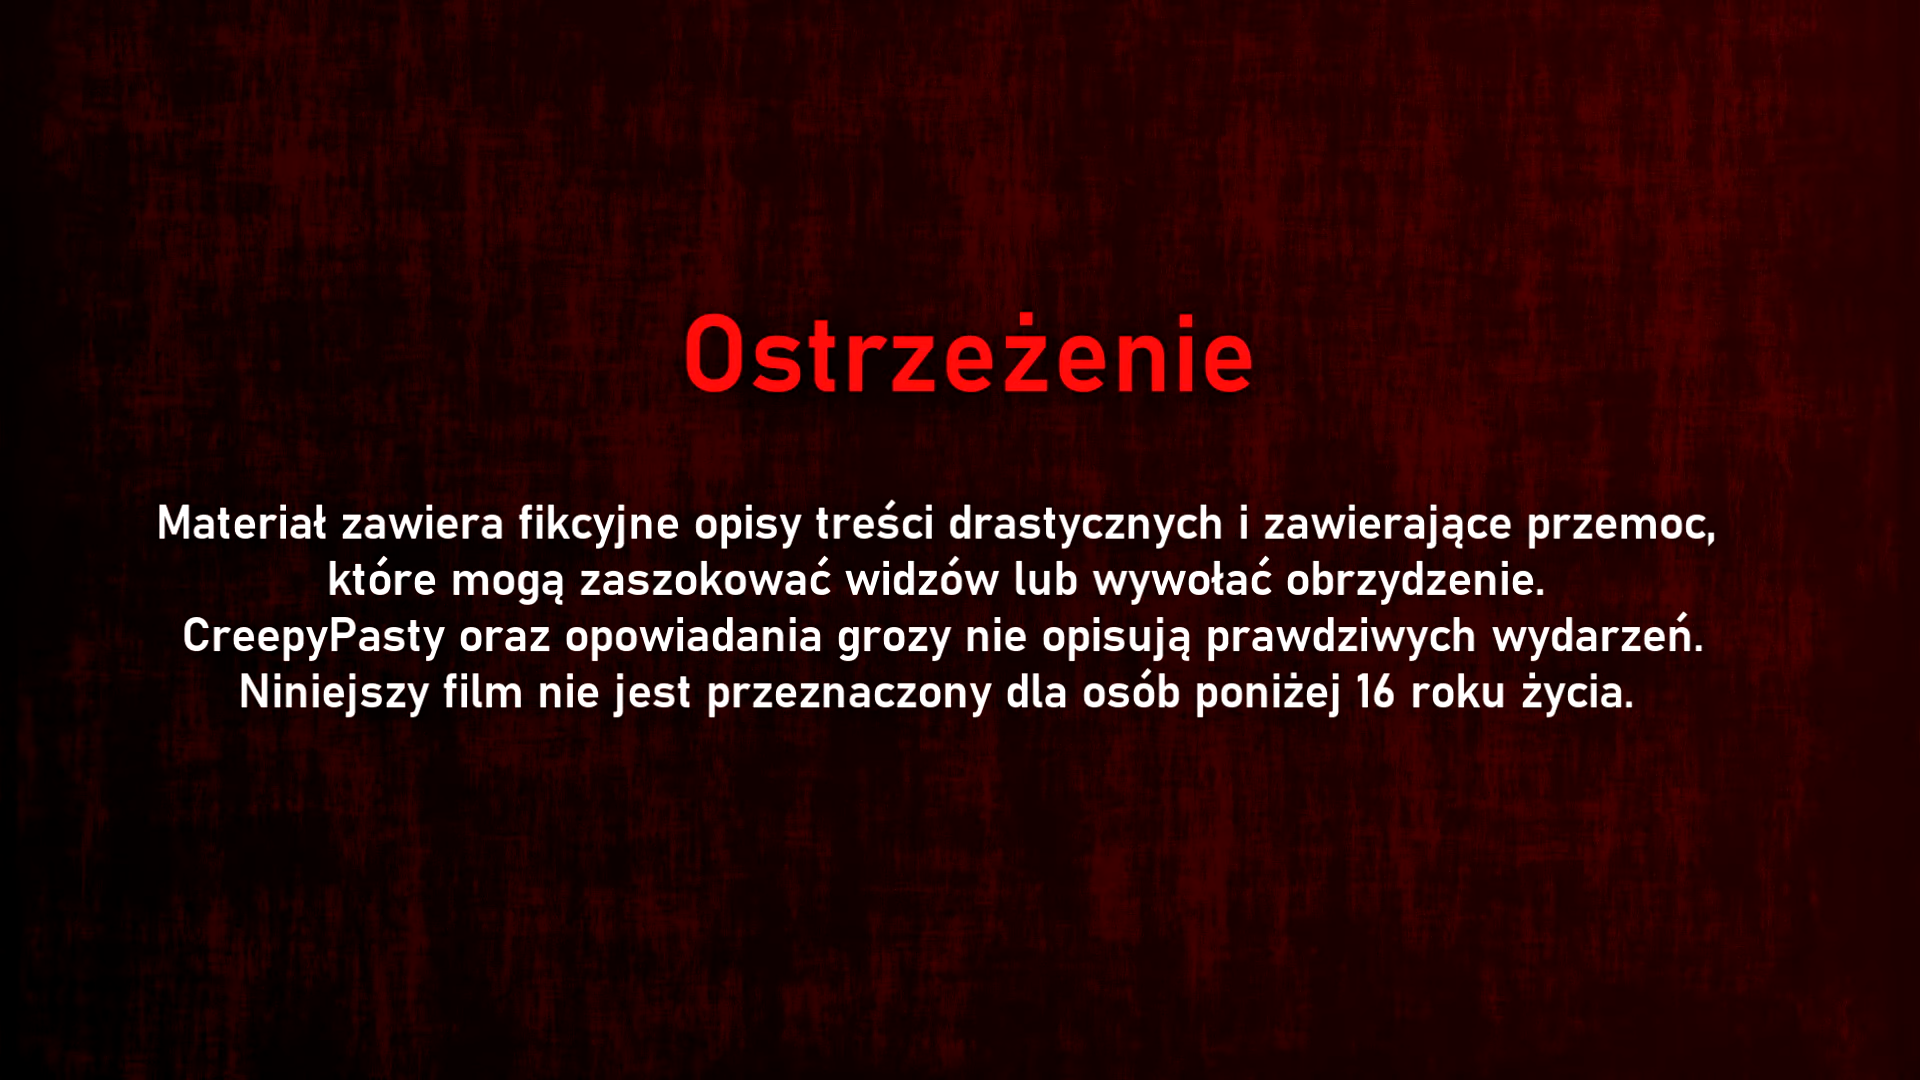 Ostrzeżenie
Materiał zawiera fikcyjne opisy treści drastycznych i zawierające przemoc,
które mogą zaszokować widzów lub wywołać obrzydzenie.
CreepyPasty oraz opowiadania grozy nie opisują prawdziwych wydarzeń.
Niniejszy film nie jest przeznaczony dla osób poniżej 16 roku życia.